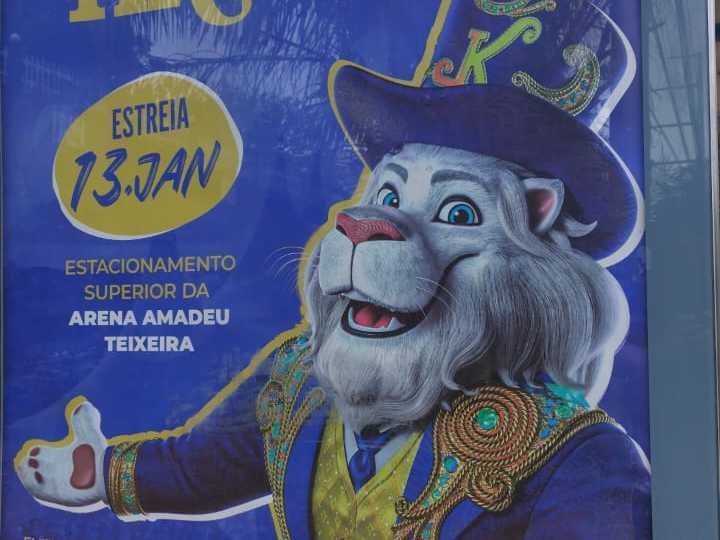 K
ESTREIA
13.JAN
ESTACIONAMENTO
SUPERIOR DA
ARENA AMADEU
TEIXEIRA